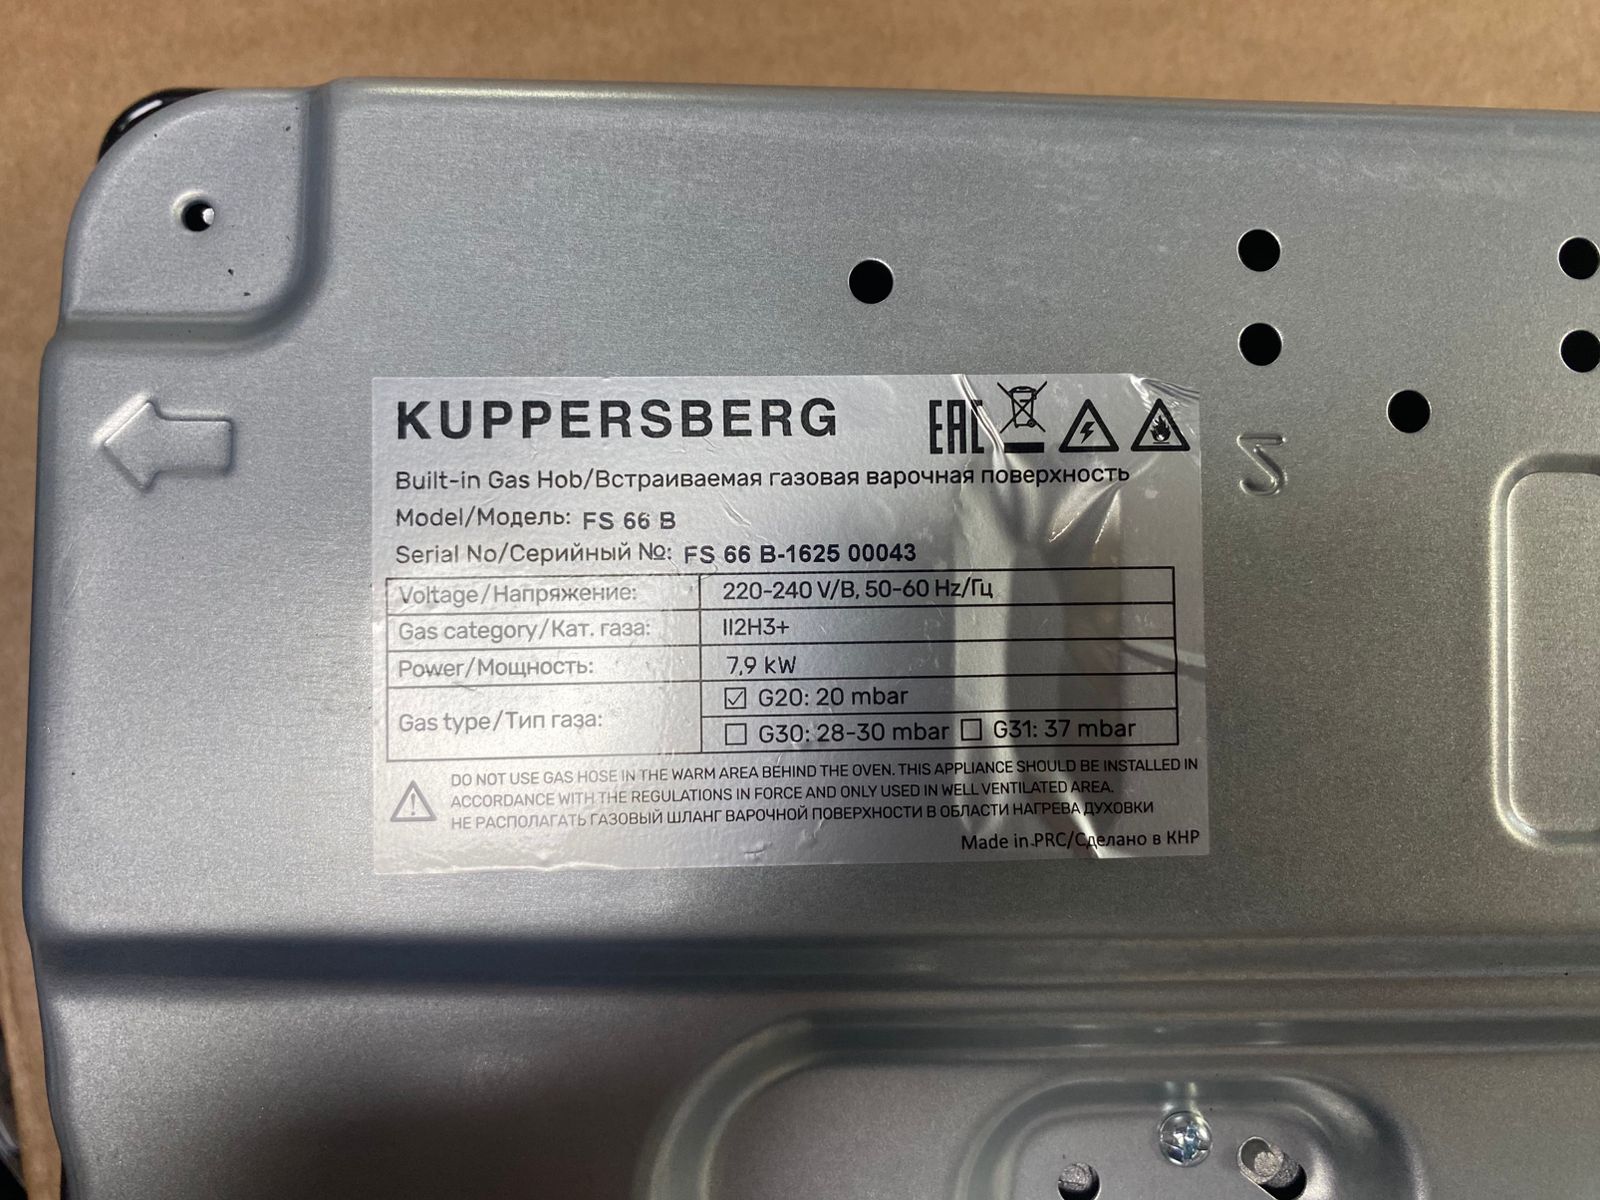 KUPPERSBERG EAC
Built-in Gas Hob/Встраиваемая газовая варочная поверхность
Model/Модель: FS 66 B
Serial No/Серийный №: FS 66 B-1625 00043
Voltage/Напряжение: 220-240 V/В, 50-60 Hz/Гц
Gas category/Кат. газа: II2H3+
Power/Мощность: 7,9 kW
Gas type/Тип газа: ☑ G20: 20 mbar
☐ G30: 28-30 mbar ☐ G31: 37 mbar
DO NOT USE GAS HOSE IN THE WARM AREA BEHIND THE OVEN. THIS APPLIANCE SHOULD BE INSTALLED IN
ACCORDANCE WITH THE REGULATIONS IN FORCE AND ONLY USED IN WELL VENTILATED AREA.
НЕ РАСПОЛАГАТЬ ГАЗОВЫЙ ШЛАНГ ВАРОЧНОЙ ПОВЕРХНОСТИ В ОБЛАСТИ НАГРЕВА ДУХОВКИ
Made in PRC/Сделано в КНР